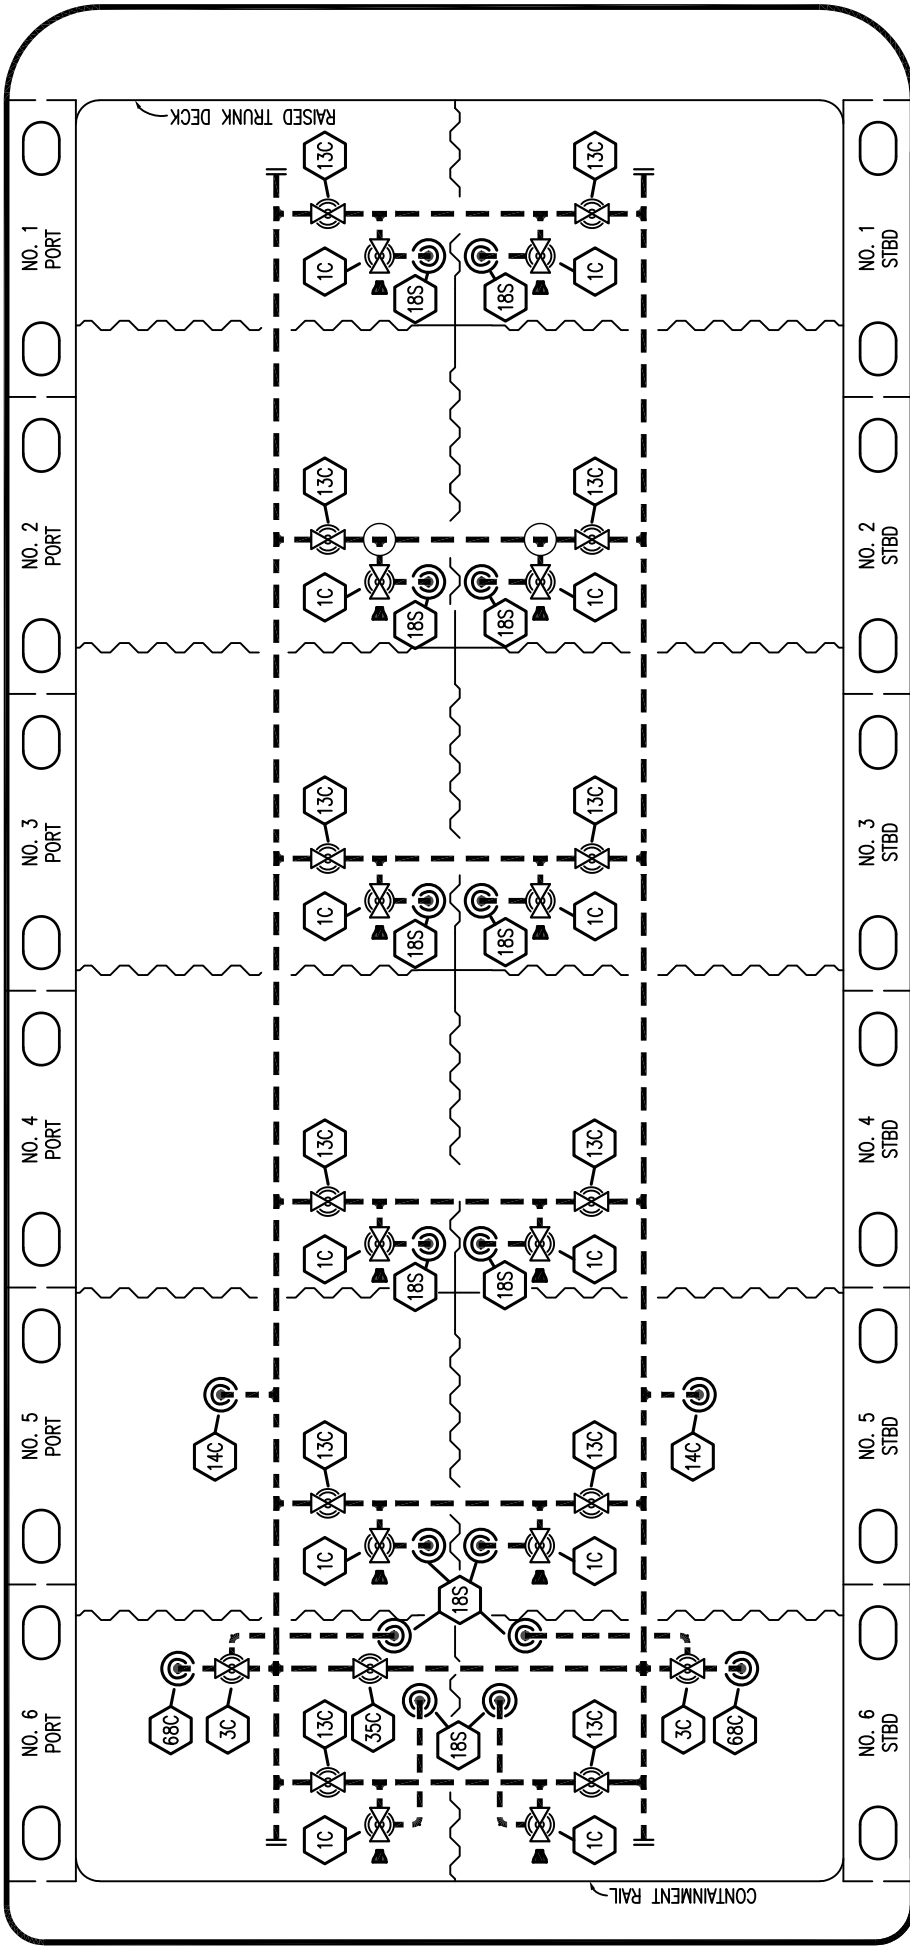 RAISED TRUNK DECK
13C
13C
NO. 1
PORT
1C
18S
18S
1C
NO. 1
STBD
13C
13C
NO. 2
PORT
1C
18S
18S
1C
NO. 2
STBD
13C
13C
NO. 3
PORT
1C
18S
18S
1C
NO. 3
STBD
13C
13C
NO. 4
PORT
1C
18S
18S
1C
NO. 4
STBD
14C
13C
13C
14C
NO. 5
PORT
1C
1C
NO. 5
STBD
18S
68C
3C
13C
35C
18S
13C
3C
68C
NO. 6
PORT
1C
1C
NO. 6
STBD
CONTAINMENT RAIL